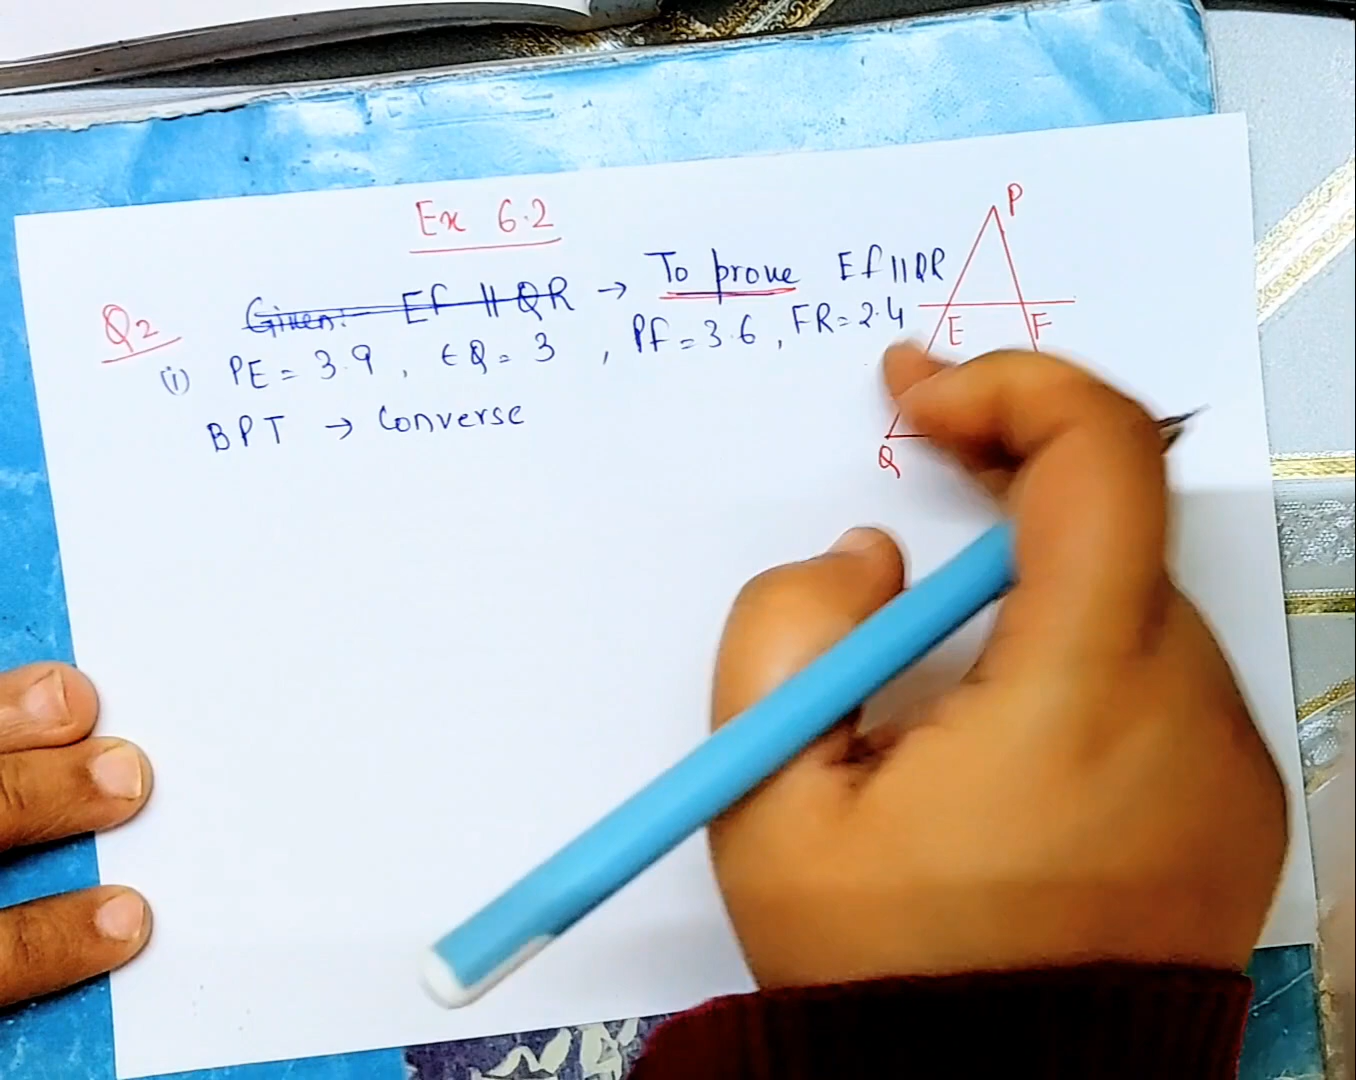 Ex 6.2
Q2 Given:- EF || QR → To prove Ef || QR
(i) PE = 3.9, EQ = 3, Pf = 3.6, FR = 2.4
BPT → Converse
P
E F
Q